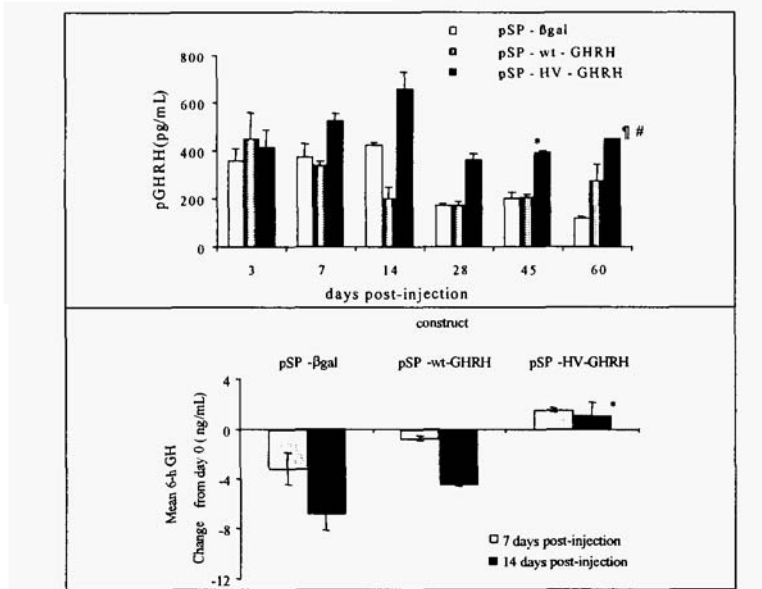 pSP - βgal
pSP - wt - GHRH
pSP - HV - GHRH
pGHRH(pg/mL)
800
600
400
200
0
* ¶ #
3 7 14 28 45 60
days post-injection
construct
pSP -βgal pSP -wt-GHRH pSP -HV-GHRH
Mean 6-h GH
Change from day 0 ( ng/mL)
4
0
-4
-8
-12
*
7 days post-injection
14 days post-injection